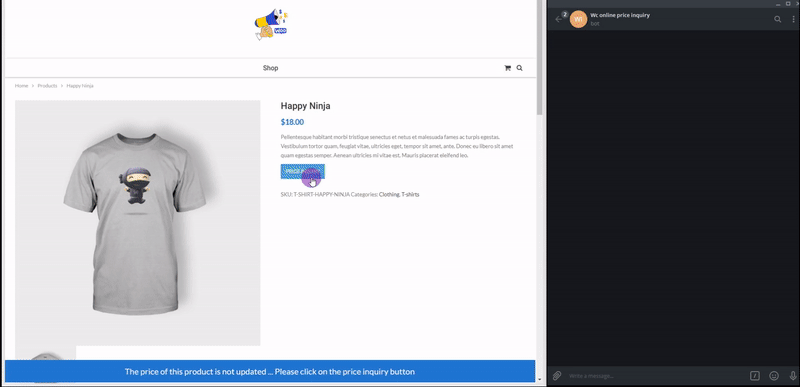 Wc online price inquiry
bot
2
WI
WOO
Shop
Home > Products > Happy Ninja
Happy Ninja
$18.00
Pellentesque habitant morbi tristique senectus et netus et malesuada fames ac turpis egestas.
Vestibulum tortor quam, feugiat vitae, ultricies eget, tempor sit amet, ante. Donec eu libero sit amet
quam egestas semper. Aenean ultricies mi vitae est. Mauris placerat eleifend leo.
SKU: T-SHIRT-HAPPY-NINJA Categories: Clothing, T-shirts
The price of this product is not updated ... Please click on the price inquiry button
Write a message...